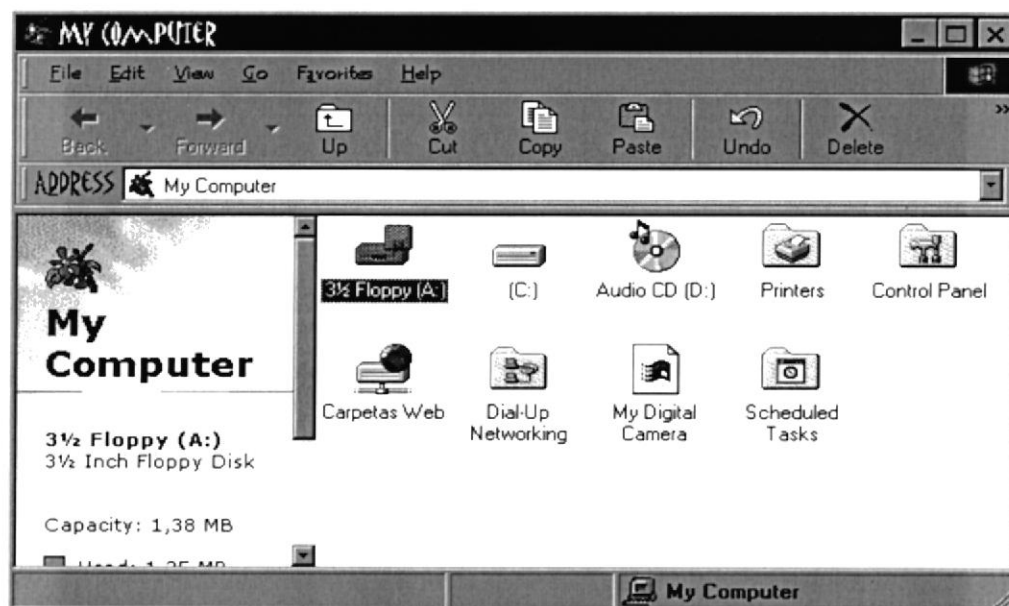 MY COMPUTER
File Edit View Go Favorites Help
Back Forward Up Cut Copy Paste Undo Delete »
ADDRESS My Computer
My
Computer
3½ Floppy (A:)
3½ Inch Floppy Disk
Capacity: 1,38 MB
3½ Floppy (A:) (C:) Audio CD (D:) Printers Control Panel
Carpetas Web Dial-Up
Networking My Digital
Camera Scheduled
Tasks
My Computer